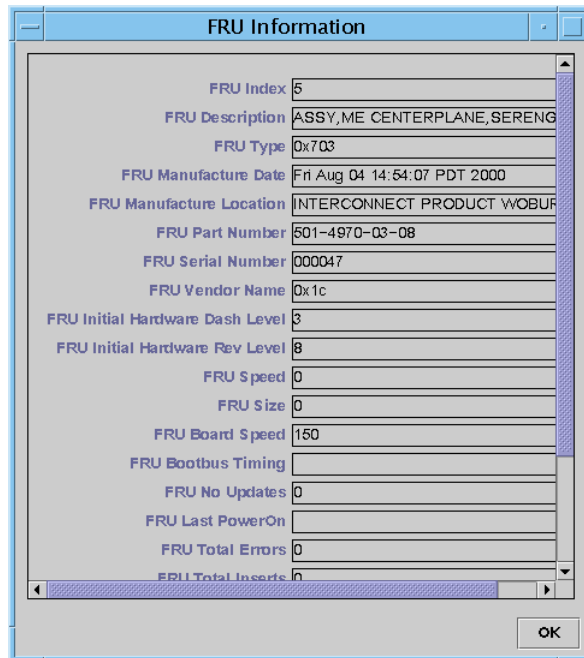 FRU Information
FRU Index 5
FRU Description ASSY,ME CENTERPLANE,SERENG
FRU Type 0x703
FRU Manufacture Date Fri Aug 04 14:54:07 PDT 2000
FRU Manufacture Location INTERCONNECT PRODUCT WOBUR
FRU Part Number 501-4970-03-08
FRU Serial Number 000047
FRU Vendor Name 0x1c
FRU Initial Hardware Dash Level 3
FRU Initial Hardware Rev Level 8
FRU Speed 0
FRU Size 0
FRU Board Speed 150
FRU Bootbus Timing
FRU No Updates 0
FRU Last PowerOn
FRU Total Errors 0
FRU Total Inserts 0
OK